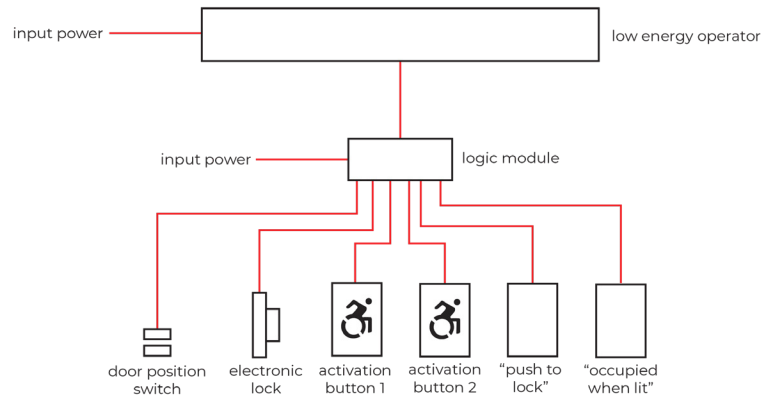 input power
low energy operator
input power
logic module
door position
switch
electronic
lock
activation
button 1
activation
button 2
“push to
lock”
“occupied
when lit”